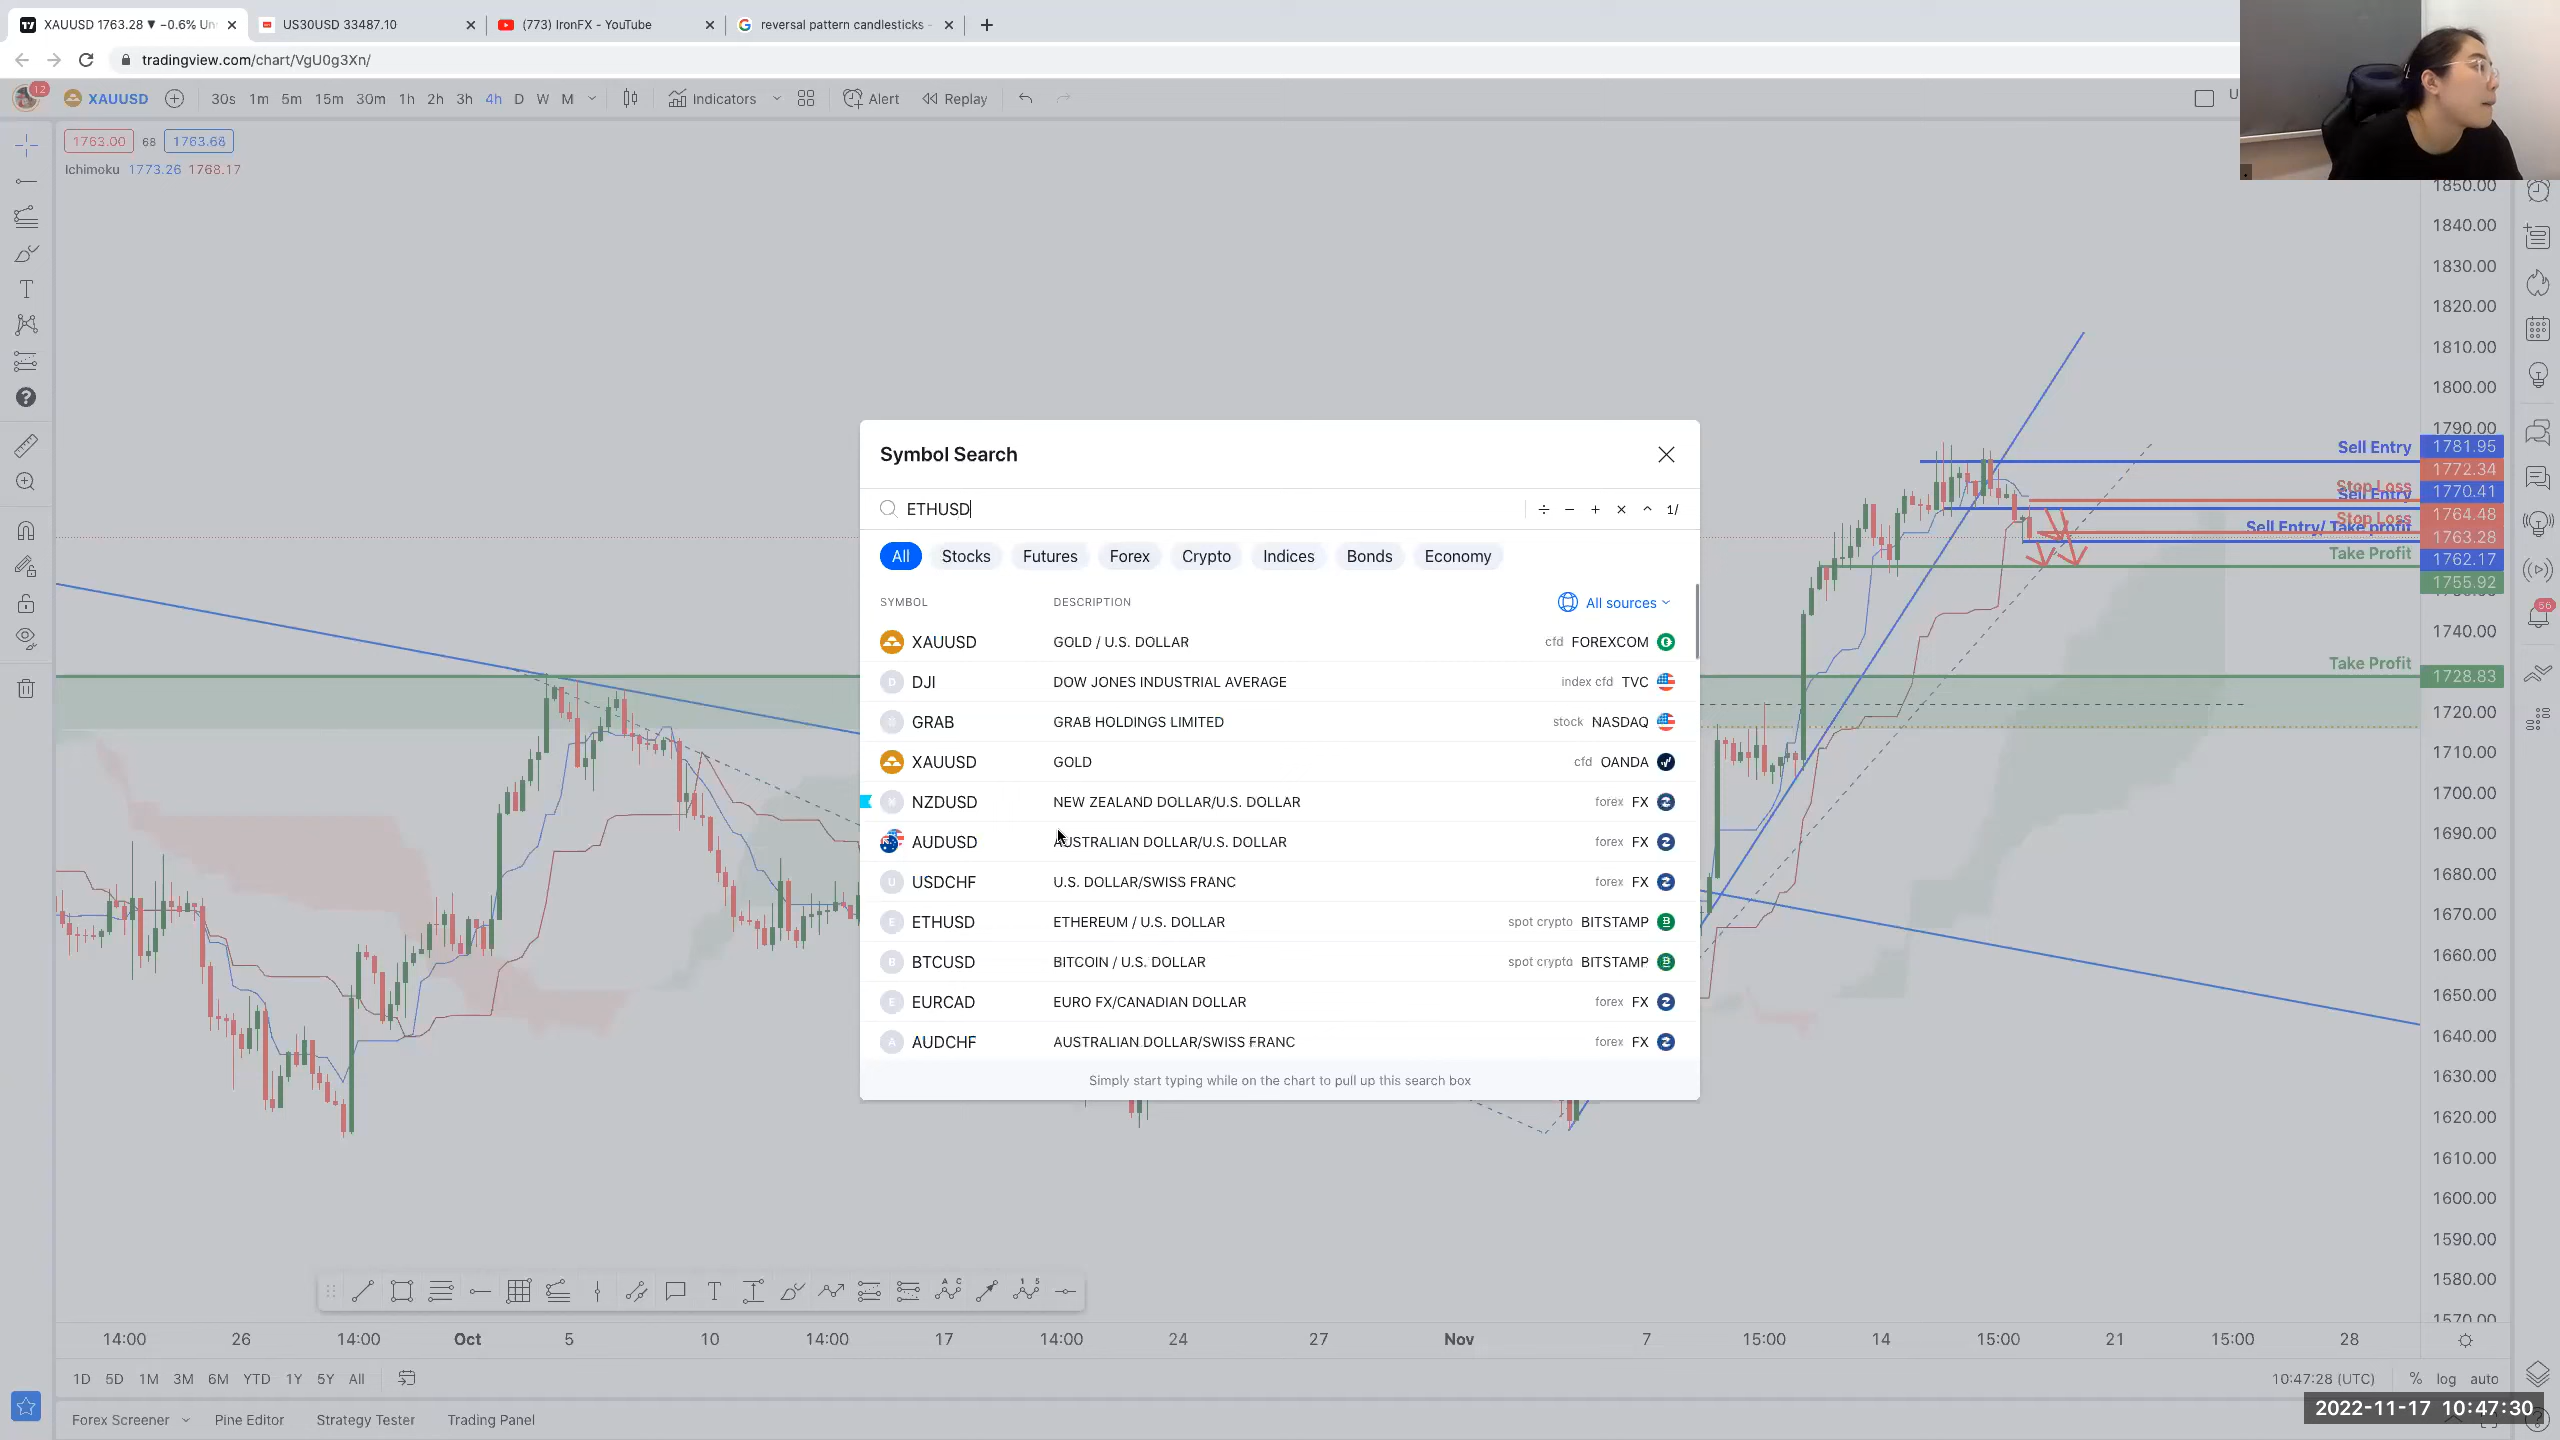 XAUUSD 1763.28 ▼ −0.6% Un
US30USD 33487.10
(773) IronFX - YouTube
reversal pattern candlesticks -
tradingview.com/chart/VgU0g3Xn/
12
XAUUSD
30s 1m 5m 15m 30m 1h 2h 3h 4h D W M
Indicators
Alert
Replay
U
1763.00 68 1763.68
Ichimoku 1773.26 1768.17
Symbol Search
ETHUSD
÷ − + × ^ 1/
All Stocks Futures Forex Crypto Indices Bonds Economy
SYMBOL DESCRIPTION All sources
XAUUSD GOLD / U.S. DOLLAR cfd FOREXCOM
DJI DOW JONES INDUSTRIAL AVERAGE index cfd TVC
GRAB GRAB HOLDINGS LIMITED stock NASDAQ
XAUUSD GOLD cfd OANDA
NZDUSD NEW ZEALAND DOLLAR/U.S. DOLLAR forex FX
AUDUSD AUSTRALIAN DOLLAR/U.S. DOLLAR forex FX
USDCHF U.S. DOLLAR/SWISS FRANC forex FX
ETHUSD ETHEREUM / U.S. DOLLAR spot crypto BITSTAMP
BTCUSD BITCOIN / U.S. DOLLAR spot crypto BITSTAMP
EURCAD EURO FX/CANADIAN DOLLAR forex FX
AUDCHF AUSTRALIAN DOLLAR/SWISS FRANC forex FX
Simply start typing while on the chart to pull up this search box
Sell Entry
Stop Loss
Sell Entry
Stop Loss
Sell Entry/ Take profit
Take Profit
Take Profit
1850.00
1840.00
1830.00
1820.00
1810.00
1800.00
1790.00
1781.95
1772.34
1770.41
1764.48
1763.28
1762.17
1755.92
1740.00
1728.83
1720.00
1710.00
1700.00
1690.00
1680.00
1670.00
1660.00
1650.00
1640.00
1630.00
1620.00
1610.00
1600.00
1590.00
1580.00
1570.00
56
14:00 26 14:00 Oct 5 10 14:00 17 14:00 24 27 Nov 7 15:00 14 15:00 21 15:00 28
1D 5D 1M 3M 6M YTD 1Y 5Y All
10:47:28 (UTC) % log auto
Forex Screener Pine Editor Strategy Tester Trading Panel
2022-11-17 10:47:30